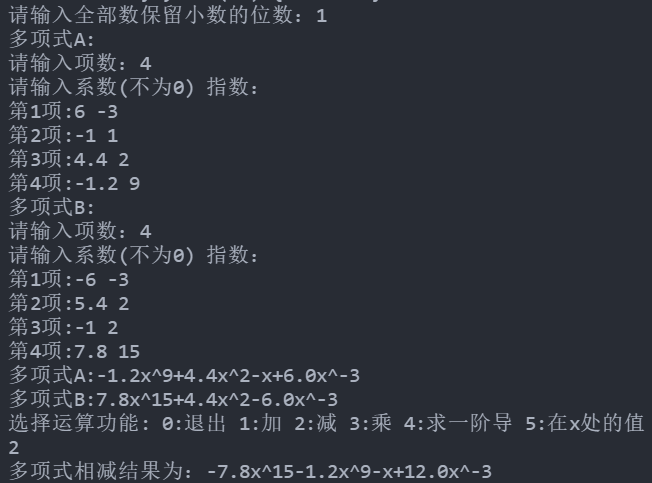 请输入全部数保留小数的位数: 1
多项式A:
请输入项数: 4
请输入系数(不为0) 指数:
第1项:6 -3
第2项:-1 1
第3项:4.4 2
第4项:-1.2 9
多项式B:
请输入项数: 4
请输入系数(不为0) 指数:
第1项:-6 -3
第2项:5.4 2
第3项:-1 2
第4项:7.8 15
多项式A:-1.2x^9+4.4x^2-x+6.0x^-3
多项式B:7.8x^15+4.4x^2-6.0x^-3
选择运算功能: 0:退出 1:加 2:减 3:乘 4:求一阶导 5:在x处的值
2
多项式相减结果为: -7.8x^15-1.2x^9-x+12.0x^-3